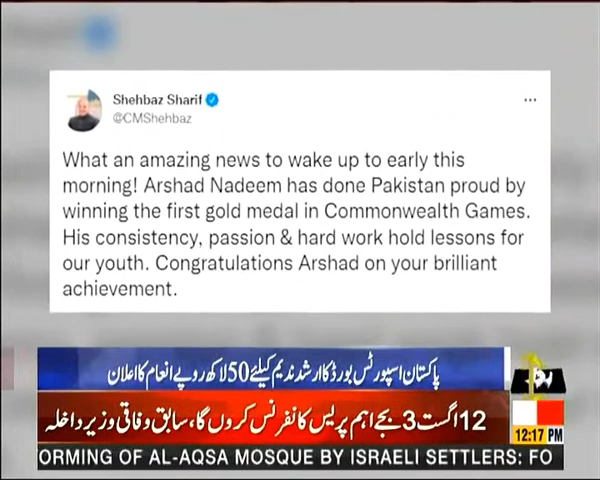 Shehbaz Sharif
@CMShehbaz
What an amazing news to wake up to early this
morning! Arshad Nadeem has done Pakistan proud by
winning the first gold medal in Commonwealth Games.
His consistency, passion & hard work hold lessons for
our youth. Congratulations Arshad on your brilliant
achievement.
پاکستان اسپورٹس بورڈ کا ارشد ندیم کیلئے 50 لاکھ روپے انعام کا اعلان
12 اگست 3 بجے اہم پریس کانفرنس کروں گا، سابق وفاقی وزیر داخلہ
12:17 PM
ORMING OF AL-AQSA MOSQUE BY ISRAELI SETTLERS: FO